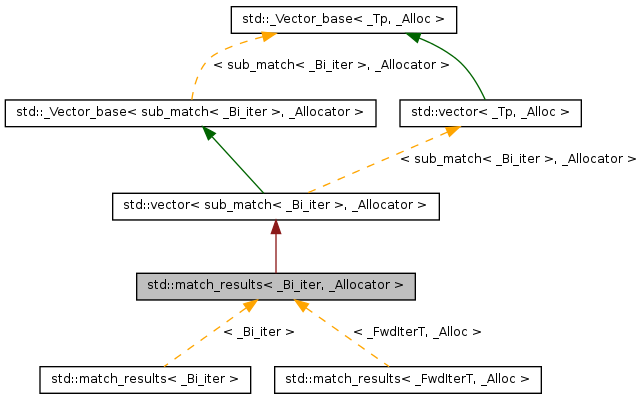 std::_Vector_base< _Tp, _Alloc >
< sub_match< _Bi_iter >, _Allocator >
std::_Vector_base< sub_match< _Bi_iter >, _Allocator >
std::vector< _Tp, _Alloc >
< sub_match< _Bi_iter >, _Allocator >
std::vector< sub_match< _Bi_iter >, _Allocator >
std::match_results< _Bi_iter, _Allocator >
< _Bi_iter >
< _FwdIterT, _Alloc >
std::match_results< _Bi_iter >
std::match_results< _FwdIterT, _Alloc >